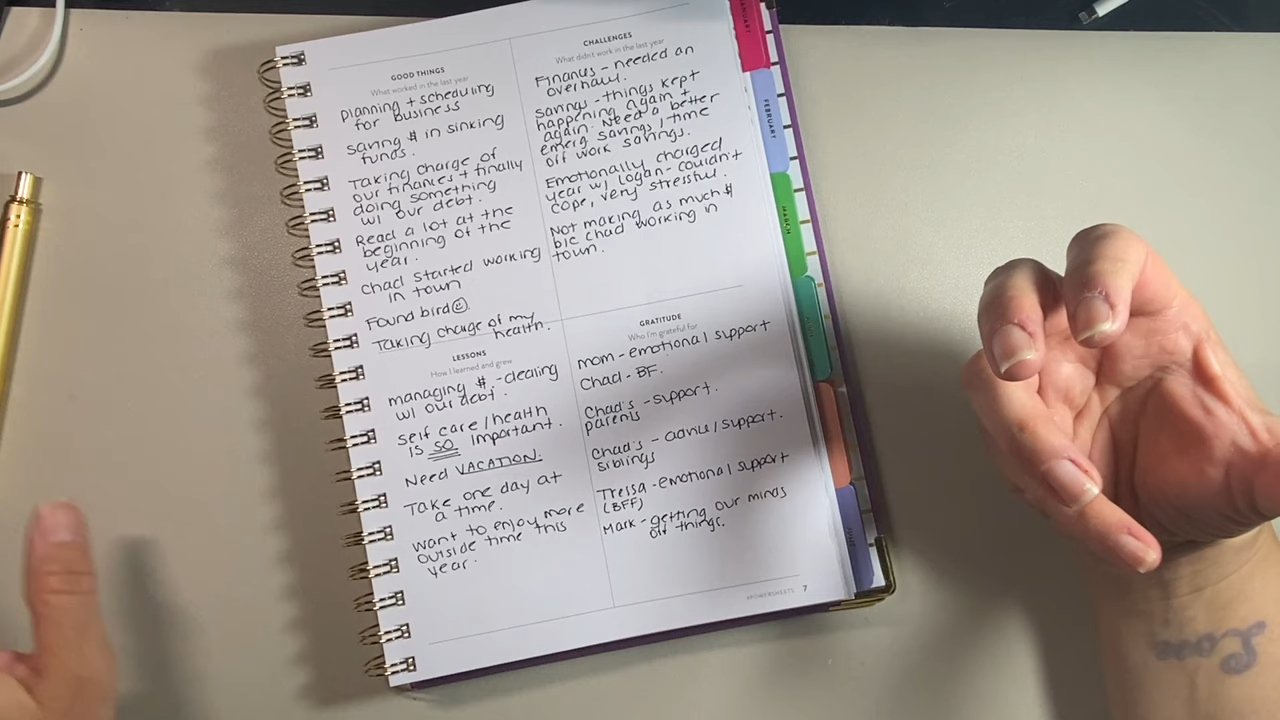 GOOD THINGS
What worked in the last year
Planning + scheduling
for business
saving $ in sinking
funds.
Taking charge of
our finances + finally
doing something
w/ our debt.
Read a lot at the
beginning of the
year.
Chad started working
in town
Found bird☺.
Taking charge of my
health.
CHALLENGES
What didn't work in the last year
Finances - needed an
overhaul.
savings - things kept
happening again +
again. Need a better
emerg. savings, time
off work savings.
Emotionally charged
year w/ Logan - couldn't
cope, very stressful.
Not making as much $
b/c Chad working in
town.
LESSONS
How I learned and grew
managing $. - dealing
w/ our debt.
self care/health
is so important.
Need VACATION.
Take one day at
a time.
Want to enjoy more
outside time this
year.
GRATITUDE
Who I'm grateful for
mom - emotional support
Chad - BF.
Chad's - support.
parents
Chad's - advice/support.
siblings
Tressa - emotional support
(BFF)
Mark - getting our minds
off things.
#POWERSHEETS 7
JANUARY
FEBRUARY
MARCH
APRIL
JUNE
Love